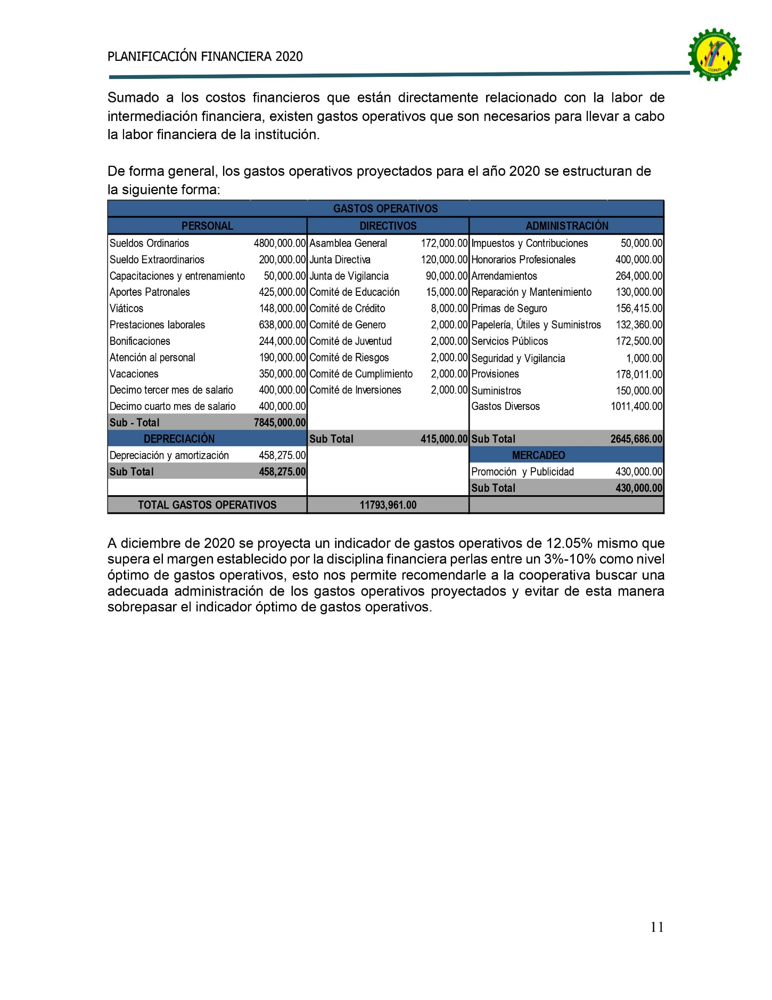 PLANIFICACIÓN FINANCIERA 2020
COOMUPL
Sumado a los costos financieros que están directamente relacionado con la labor de
intermediación financiera, existen gastos operativos que son necesarios para llevar a cabo
la labor financiera de la institución.
De forma general, los gastos operativos proyectados para el año 2020 se estructuran de
la siguiente forma:
GASTOS OPERATIVOS
PERSONAL DIRECTIVOS ADMINISTRACIÓN
Sueldos Ordinarios 4800,000.00 Asamblea General 172,000.00 Impuestos y Contribuciones 50,000.00
Sueldo Extraordinarios 200,000.00 Junta Directiva 120,000.00 Honorarios Profesionales 400,000.00
Capacitaciones y entrenamiento 50,000.00 Junta de Vigilancia 90,000.00 Arrendamientos 264,000.00
Aportes Patronales 425,000.00 Comité de Educación 15,000.00 Reparación y Mantenimiento 130,000.00
Viáticos 148,000.00 Comité de Crédito 8,000.00 Primas de Seguro 156,415.00
Prestaciones laborales 638,000.00 Comité de Genero 2,000.00 Papelería, Útiles y Suministros 132,360.00
Bonificaciones 244,000.00 Comité de Juventud 2,000.00 Servicios Públicos 172,500.00
Atención al personal 190,000.00 Comité de Riesgos 2,000.00 Seguridad y Vigilancia 1,000.00
Vacaciones 350,000.00 Comité de Cumplimiento 2,000.00 Provisiones 178,011.00
Decimo tercer mes de salario 400,000.00 Comité de Inversiones 2,000.00 Suministros 150,000.00
Decimo cuarto mes de salario 400,000.00 Gastos Diversos 1011,400.00
Sub - Total 7845,000.00
DEPRECIACIÓN Sub Total 415,000.00 Sub Total 2645,686.00
Depreciación y amortización 458,275.00 MERCADEO
Sub Total 458,275.00 Promoción y Publicidad 430,000.00
Sub Total 430,000.00
TOTAL GASTOS OPERATIVOS 11793,961.00
A diciembre de 2020 se proyecta un indicador de gastos operativos de 12.05% mismo que
supera el margen establecido por la disciplina financiera perlas entre un 3%-10% como nivel
óptimo de gastos operativos, esto nos permite recomendarle a la cooperativa buscar una
adecuada administración de los gastos operativos proyectados y evitar de esta manera
sobrepasar el indicador óptimo de gastos operativos.
11